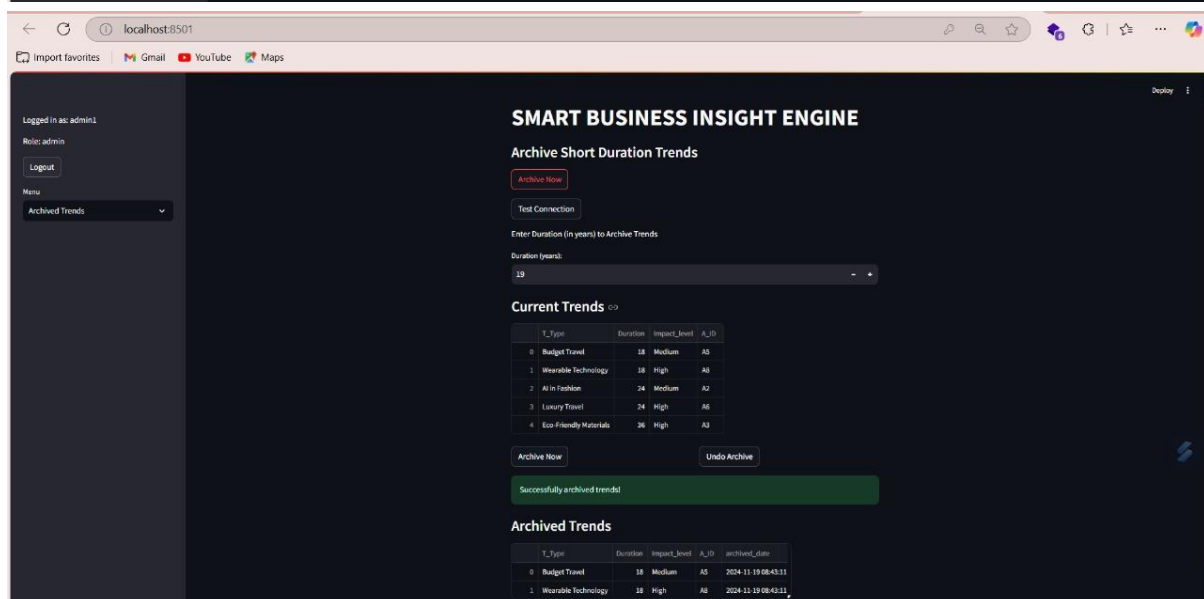 localhost:8501
Import favorites Gmail YouTube Maps
Deploy
Logged in as: admin1
Role: admin
Logout
Menu
Archived Trends
SMART BUSINESS INSIGHT ENGINE
Archive Short Duration Trends
Archive Now
Test Connection
Enter Duration (in years) to Archive Trends
Duration (years):
19 - +
Current Trends
T_Type Duration Impact_level A_ID
0 Budget Travel 18 Medium A5
1 Wearable Technology 18 High A8
2 AI in Fashion 24 Medium A2
3 Luxury Travel 24 High A6
4 Eco-Friendly Materials 36 High A3
Archive Now Undo Archive
Successfully archived trends!
Archived Trends
T_Type Duration Impact_level A_ID archived_date
0 Budget Travel 18 Medium A5 2024-11-19 08:43:11
1 Wearable Technology 18 High A8 2024-11-19 08:43:11